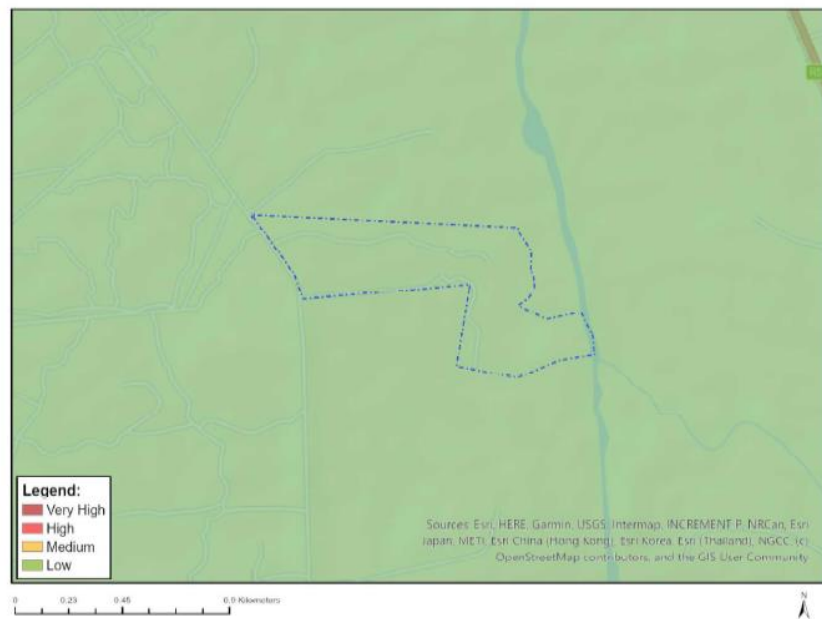 Legend:
Very High
High
Medium
Low
Sources: Esri, HERE, Garmin, USGS, Intermap, INCREMENT P, NRCan, Esri
Japan, METI, Esri China (Hong Kong), Esri Korea, Esri (Thailand), NGCC, (c)
OpenStreetMap contributors, and the GIS User Community
0 0.23 0.45 0.9 Kilometers
N